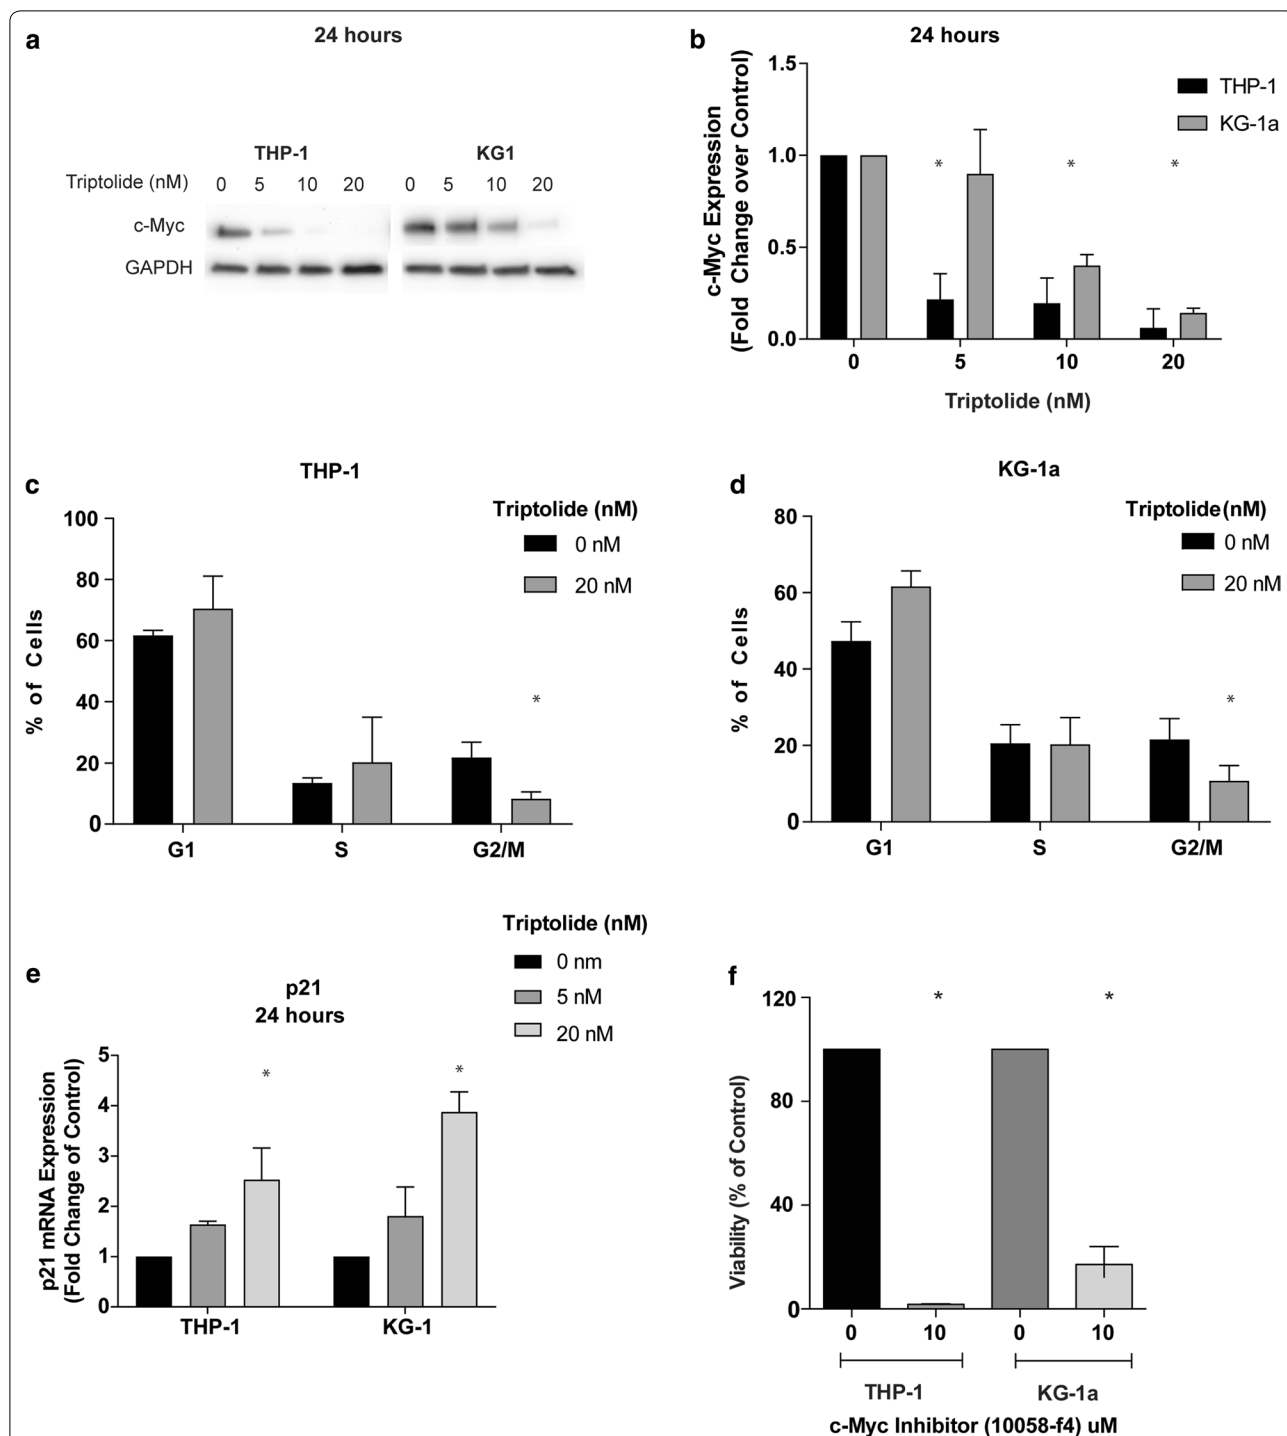 a
24 hours
THP-1 KG1
Triptolide (nM) 0 5 10 20 0 5 10 20
c-Myc
GAPDH
b
24 hours
c-Myc Expression
(Fold Change over Control)
1.5
1.0
0.5
0.0
* * *
THP-1
KG-1a
0 5 10 20
Triptolide (nM)
c
THP-1
% of Cells
100
80
60
40
20
0
Triptolide (nM)
0 nM
20 nM
*
G1 S G2/M
d
KG-1a
% of Cells
80
60
40
20
0
Triptolide(nM)
0 nM
20 nM
*
G1 S G2/M
e
p21
24 hours
Triptolide (nM)
0 nm
5 nM
20 nM
p21 mRNA Expression
(Fold Change of Control)
5
4
3
2
1
0
* *
THP-1 KG-1
f
Viability (% of Control)
120
80
40
0
* *
0 10 0 10
THP-1 KG-1a
c-Myc Inhibitor (10058-f4) uM